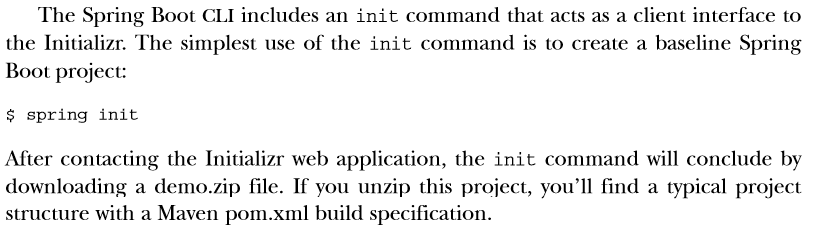 The Spring Boot CLI includes an init command that acts as a client interface to
the Initializr. The simplest use of the init command is to create a baseline Spring
Boot project:
$ spring init
After contacting the Initializr web application, the init command will conclude by
downloading a demo.zip file. If you unzip this project, you'll find a typical project
structure with a Maven pom.xml build specification.